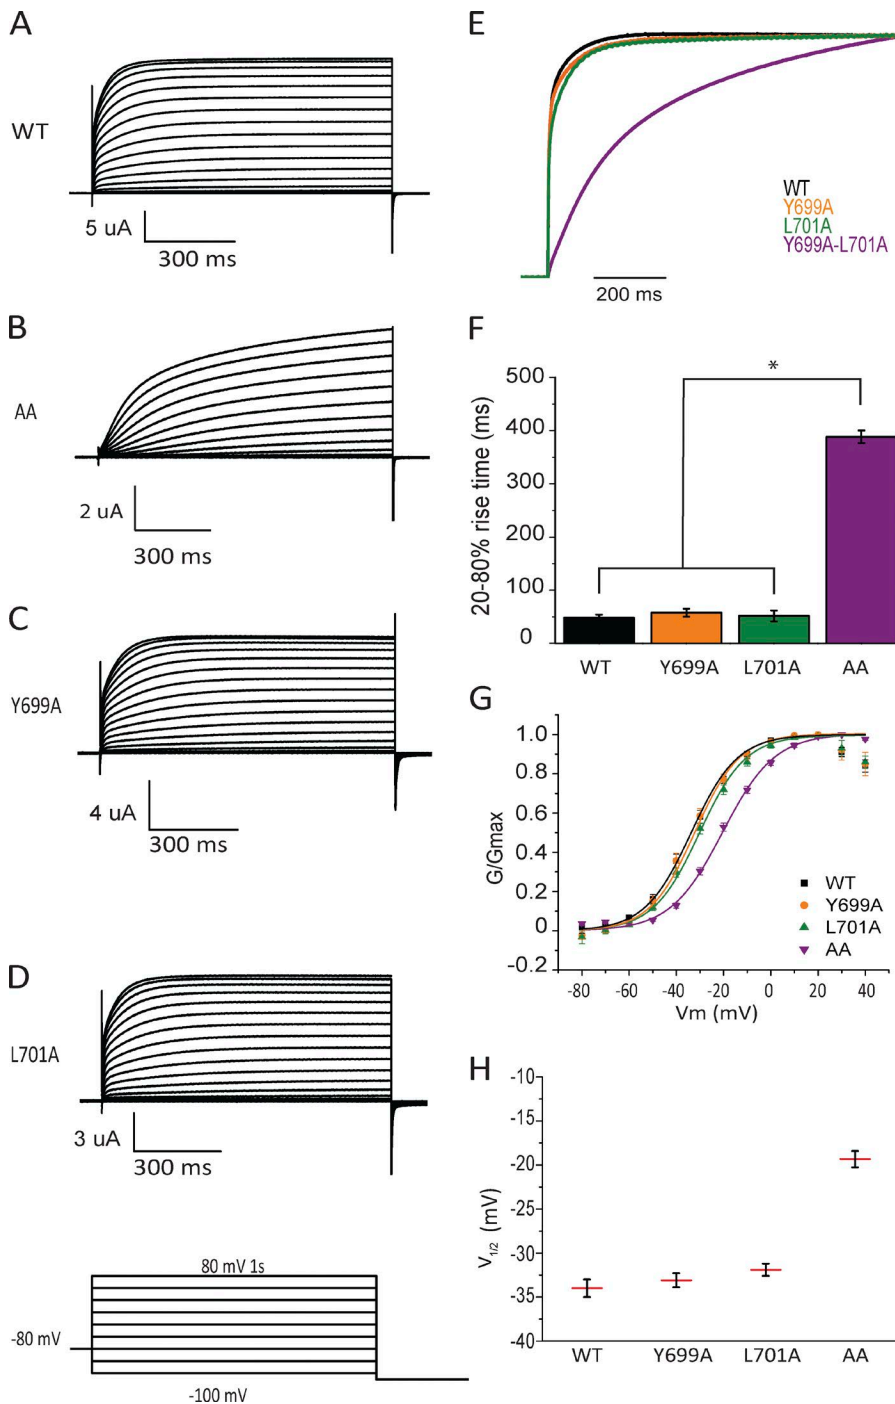 A
WT
5 uA
300 ms
B
AA
2 uA
300 ms
C
Y699A
4 uA
300 ms
D
L701A
3 uA
300 ms
80 mV 1s
-80 mV
-100 mV
E
WT
Y699A
L701A
Y699A-L701A
200 ms
F
20-80% rise time (ms)
500
400
300
200
100
0
*
WT Y699A L701A AA
G
G/Gmax
1.0
0.8
0.6
0.4
0.2
0
-0.2
WT
Y699A
L701A
AA
-80 -60 -40 -20 0 20 40
Vm (mV)
H
V1/2 (mV)
-10
-15
-20
-25
-30
-35
-40
WT Y699A L701A AA